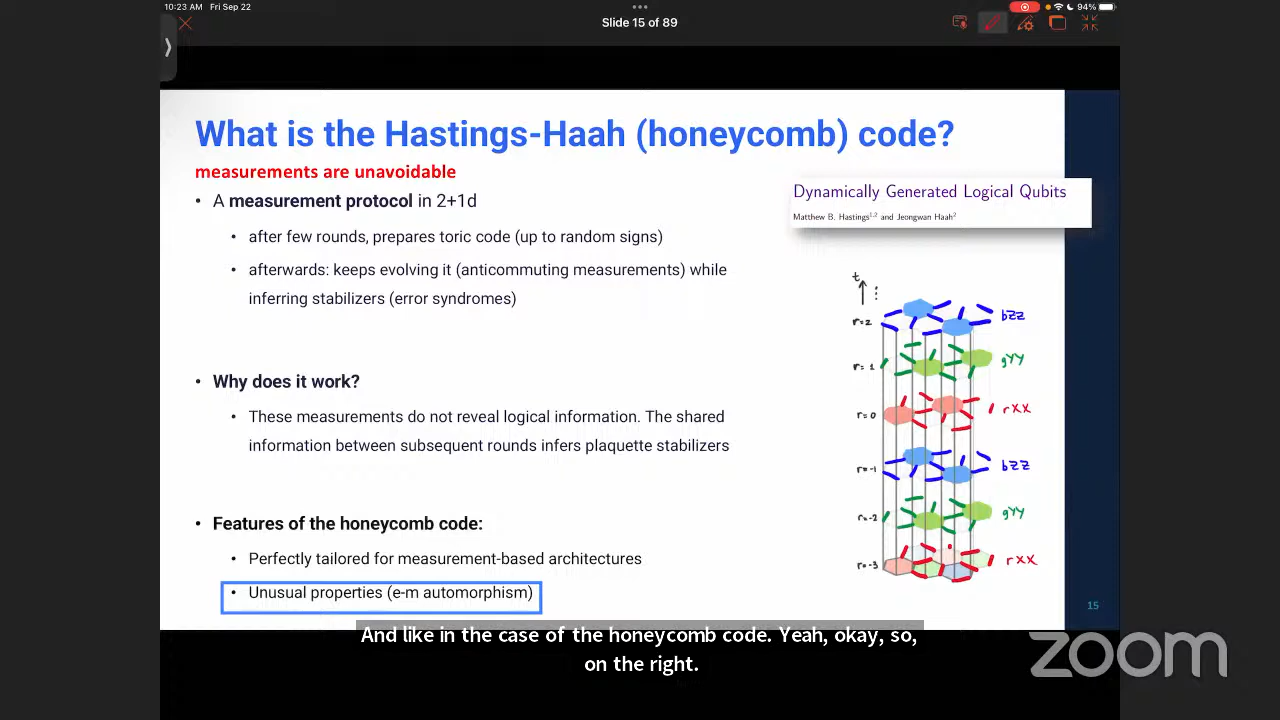 10:23 AM Fri Sep 22
94%
Slide 15 of 89
What is the Hastings-Haah (honeycomb) code?
measurements are unavoidable
• A measurement protocol in 2+1d
• after few rounds, prepares toric code (up to random signs)
• afterwards: keeps evolving it (anticommuting measurements) while
inferring stabilizers (error syndromes)
• Why does it work?
• These measurements do not reveal logical information. The shared
information between subsequent rounds infers plaquette stabilizers
• Features of the honeycomb code:
• Perfectly tailored for measurement-based architectures
• Unusual properties (e-m automorphism)
Dynamically Generated Logical Qubits
Matthew B. Hastings1,2 and Jeongwan Haah2
t
r=2 bZZ
r=1 gYY
r=0 rXX
r=-1 bZZ
r=-2 gYY
r=-3 rXX
15
And like in the case of the honeycomb code. Yeah, okay, so,
on the right.
zoom